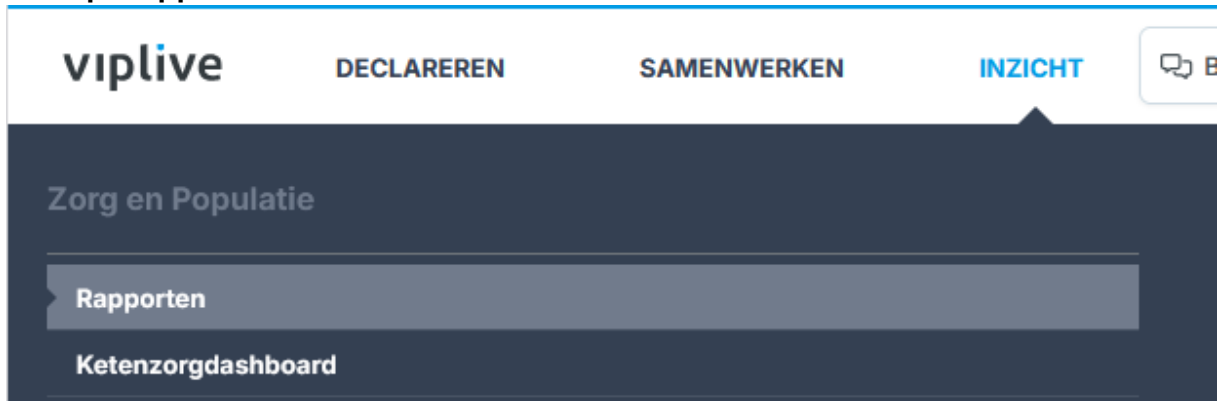 viplive DECLAREREN SAMENWERKEN INZICHT B
Zorg en Populatie
Rapporten
Ketenzorgdashboard